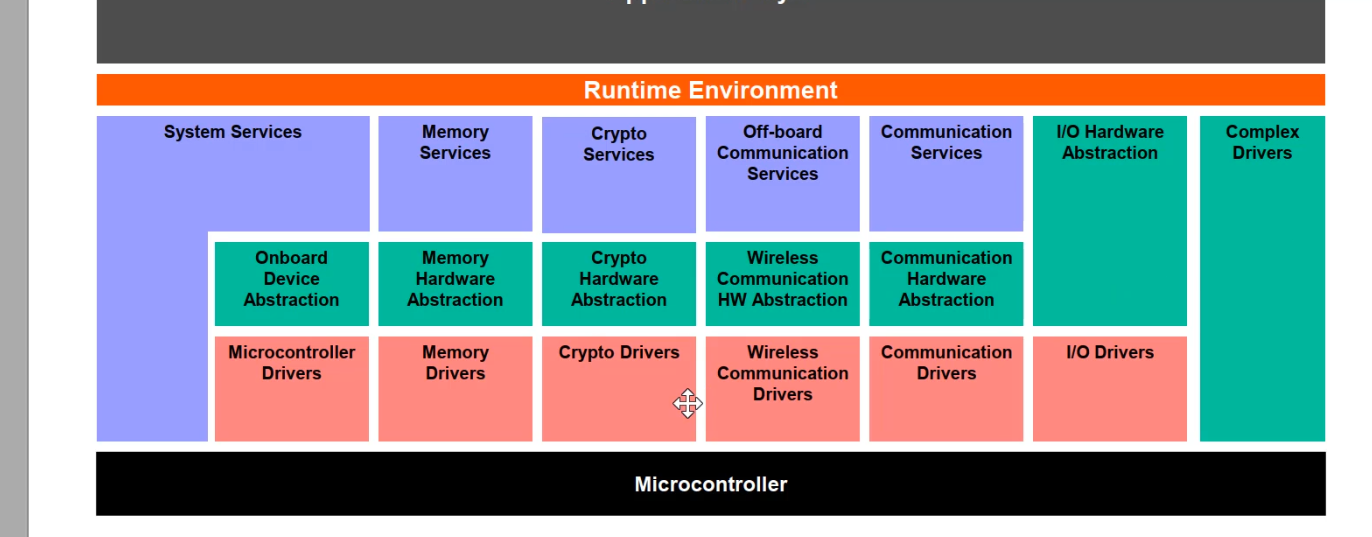 Runtime Environment
System Services
Memory
Services
Crypto
Services
Off-board
Communication
Services
Communication
Services
I/O Hardware
Abstraction
Complex
Drivers
Onboard
Device
Abstraction
Memory
Hardware
Abstraction
Crypto
Hardware
Abstraction
Wireless
Communication
HW Abstraction
Communication
Hardware
Abstraction
Microcontroller
Drivers
Memory
Drivers
Crypto Drivers
Wireless
Communication
Drivers
Communication
Drivers
I/O Drivers
Microcontroller